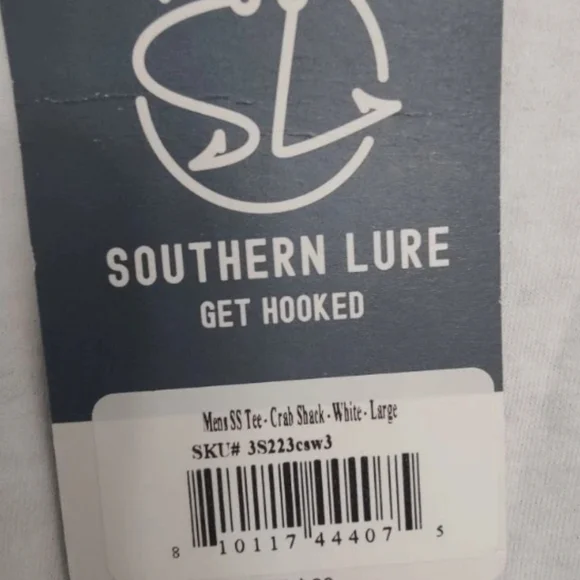 SOUTHERN LURE
GET HOOKED
Mens SS Tee - Crab Shack - White - Large
SKU# 3S223csw3
8 10117 44407 5